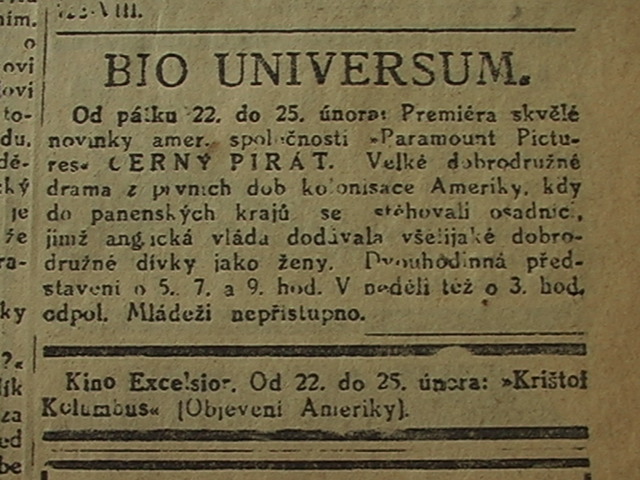 BIO UNIVERSUM.
Od pátku 22. do 25. února: Premiéra skvělé
novinky amer. společnosti »Paramount Pictu-
res« ČERNÝ PIRÁT. Velké dobrodružné
drama z prvních dob kolonisace Ameriky, kdy
do panenských krajů se stěhovali osadníci,
jimž anglická vláda dodávala všelijaké dobro-
družné dívky jako ženy. Dvouhodinná před-
stavení o 5., 7. a 9. hod. V neděli též o 3. hod.
odpol. Mládeži nepřístupno.
Kino Excelsior. Od 22. do 25. února: »Krištof
Kolumbus« (Objevení Ameriky).